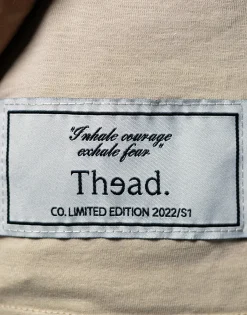 "Inhale courage
exhale fear"
Thead.
CO. LIMITED EDITION 2022/S1